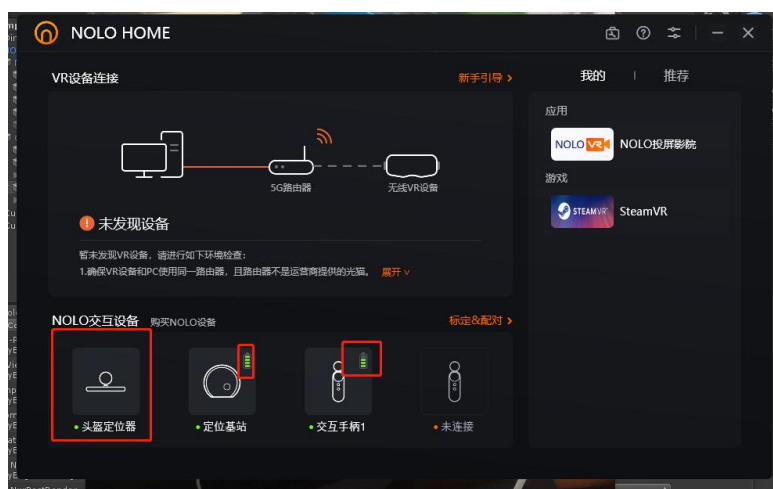 NOLO HOME
VR设备连接
新手引导 >
我的
推荐
应用
NOLO VR
NOLO投屏影院
5G路由器
无线VR设备
游戏
STEAMVR
SteamVR
未发现设备
暂未发现VR设备，请进行如下环境检查：
1.确保VR设备和PC使用同一路由器，且路由器不是运营商提供的光猫。 展开
NOLO交互设备 购买NOLO设备
标定&配对 >
头盔定位器
定位基站
交互手柄1
未连接